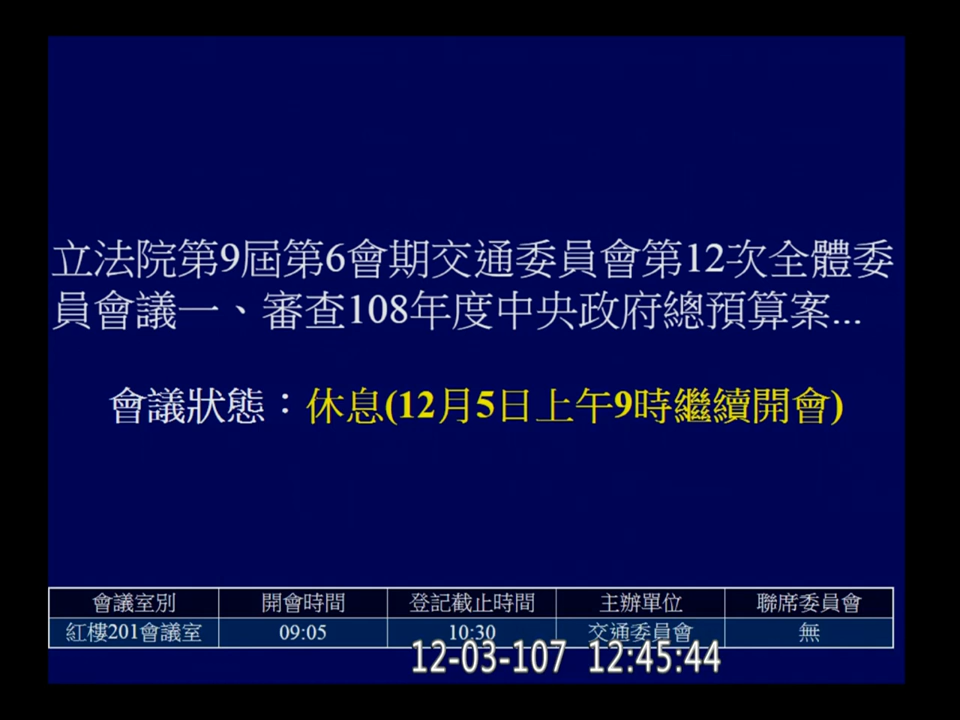 立法院第9屆第6會期交通委員會第12次全體委
員會議一、審查108年度中央政府總預算案...
會議狀態：休息(12月5日上午9時繼續開會)
會議室別 開會時間 登記截止時間 主辦單位 聯席委員會
紅樓201會議室 09:05 10:30 交通委員會 無
12-03-107 12:45:44